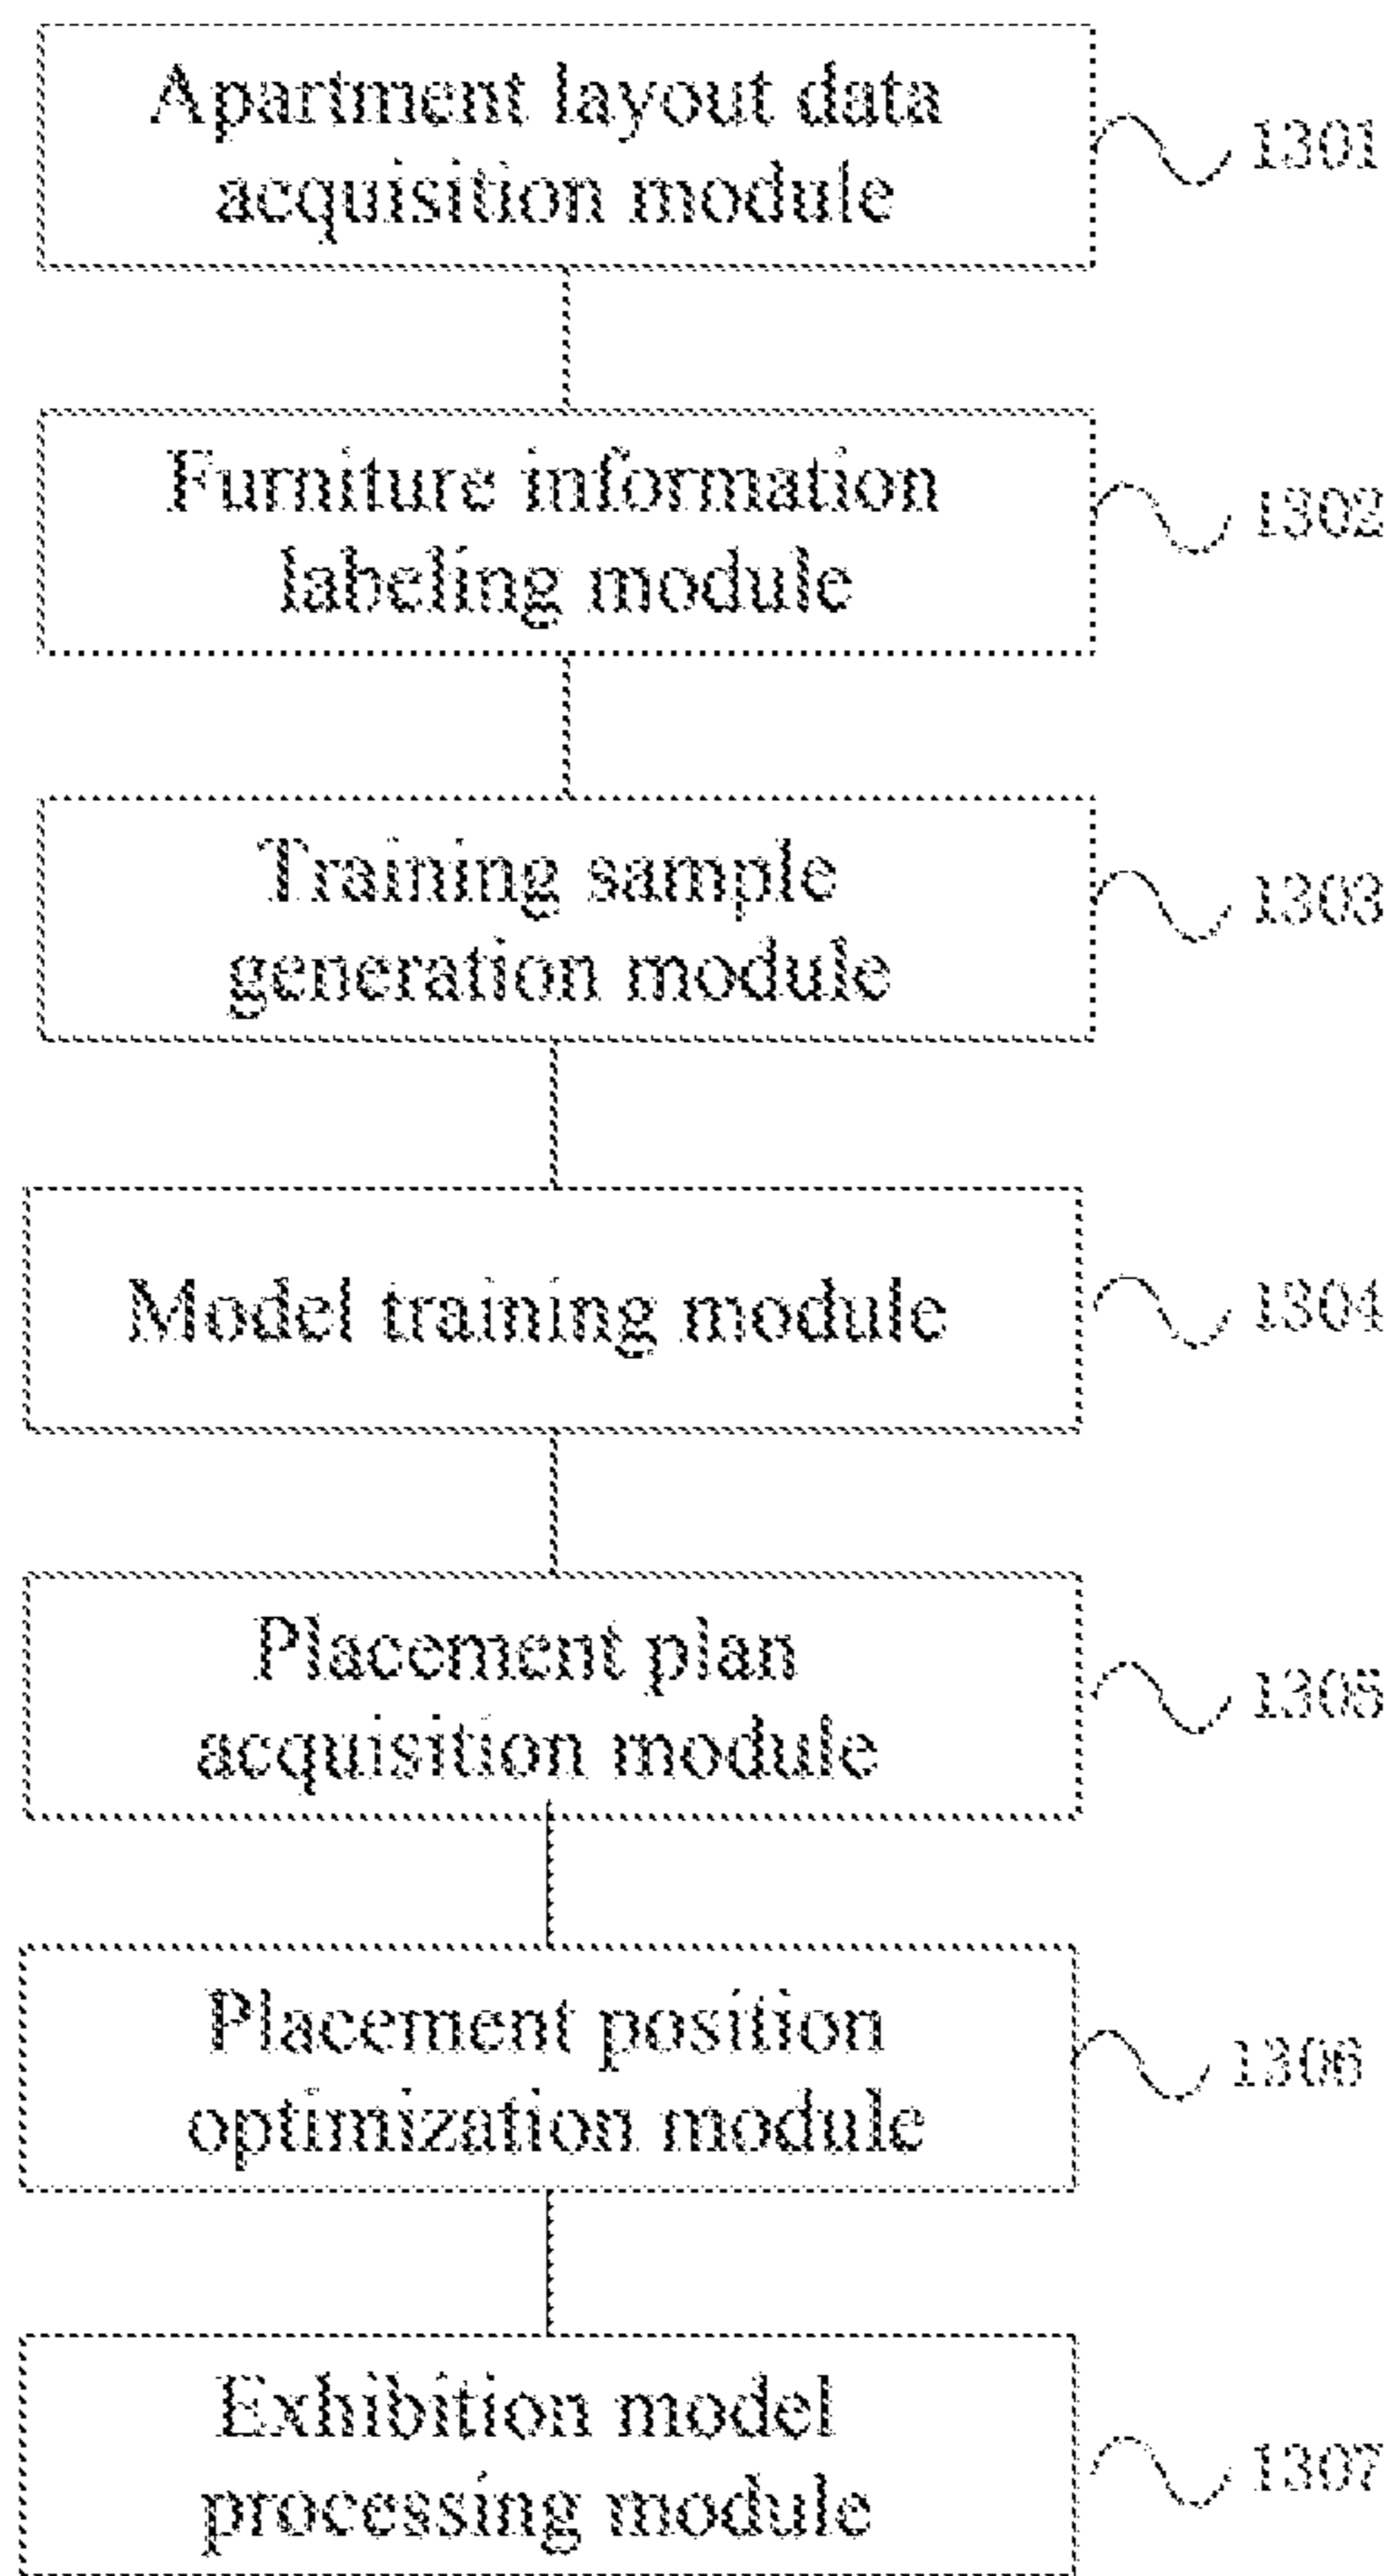 Apartment layout data
acquisition module
1301
Furniture information
labeling module
1302
Training sample
generation module
1303
Model training module
1304
Placement plan
acquisition module
1305
Placement position
optimization module
1306
Exhibition model
processing module
1307